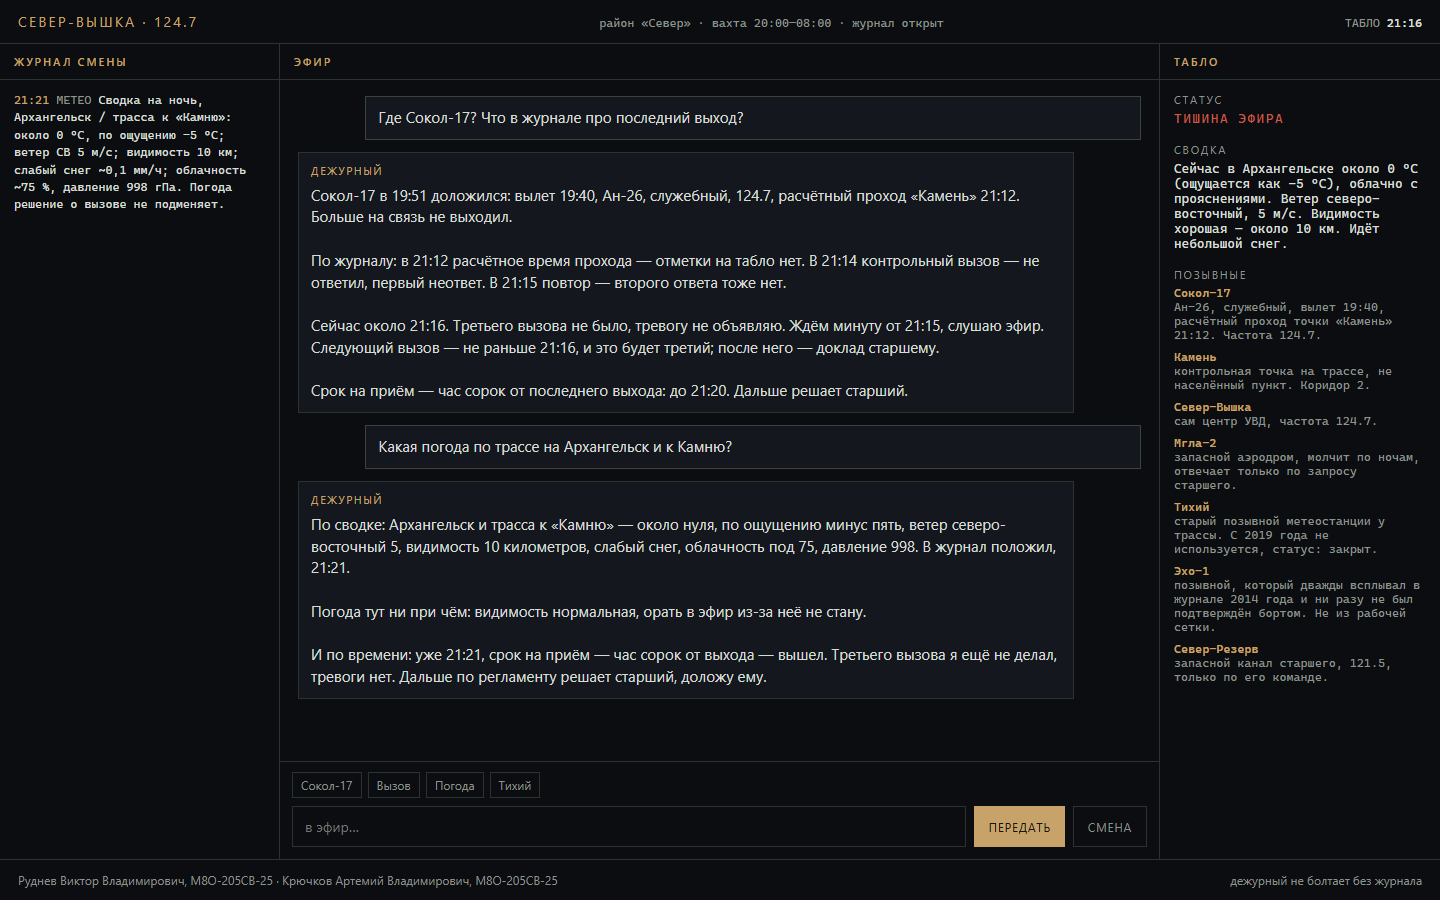 СЕВЕР-ВЫШКА · 124.7
район «Север» · вахта 20:00–08:00 · журнал открыт
ТАБЛО 21:16
ЖУРНАЛ СМЕНЫ
21:21 МЕТЕО Сводка на ночь,
Архангельск / трасса к «Камню»:
около 0 °C, по ощущению −5 °C;
ветер СВ 5 м/с; видимость 10 км;
слабый снег ~0,1 мм/ч; облачность
~75 %, давление 998 гПа. Погода
решение о вызове не подменяет.
ЭФИР
Где Сокол-17? Что в журнале про последний выход?
ДЕЖУРНЫЙ
Сокол-17 в 19:51 доложился: вылет 19:40, Ан-26, служебный, 124.7, расчётный проход «Камень» 21:12.
Больше на связь не выходил.
По журналу: в 21:12 расчётное время прохода — отметки на табло нет. В 21:14 контрольный вызов — не
ответил, первый неответ. В 21:15 повтор — второго ответа тоже нет.
Сейчас около 21:16. Третьего вызова не было, тревогу не объявляю. Ждём минуту от 21:15, слушаю эфир.
Следующий вызов — не раньше 21:16, и это будет третий; после него — доклад старшему.
Срок на приём — час сорок от последнего выхода: до 21:20. Дальше решает старший.
Какая погода по трассе на Архангельск и к Камню?
ДЕЖУРНЫЙ
По сводке: Архангельск и трасса к «Камню» — около нуля, по ощущению минус пять, ветер северо-
восточный 5, видимость 10 километров, слабый снег, облачность под 75, давление 998. В журнал положил,
21:21.
Погода тут ни при чём: видимость нормальная, орать в эфир из-за неё не стану.
И по времени: уже 21:21, срок на приём — час сорок от выхода — вышел. Третьего вызова я ещё не делал,
тревоги нет. Дальше по регламенту решает старший, доложу ему.
Сокол-17
Вызов
Погода
Тихий
в эфир...
ПЕРЕДАТЬ
СМЕНА
ТАБЛО
СТАТУС
ТИШИНА ЭФИРА
СВОДКА
Сейчас в Архангельске около 0 °C
(ощущается как −5 °C), облачно с
прояснениями. Ветер северо-
восточный, 5 м/с. Видимость
хорошая — около 10 км. Идёт
небольшой снег.
ПОЗЫВНЫЕ
Сокол-17
Ан-26, служебный, вылет 19:40,
расчётный проход точки «Камень»
21:12. Частота 124.7.
Камень
контрольная точка на трассе, не
населённый пункт. Коридор 2.
Север-Вышка
сам центр УВД, частота 124.7.
Мгла-2
запасной аэродром, молчит по ночам,
отвечает только по запросу
старшего.
Тихий
старый позывной метеостанции у
трассы. С 2019 года не
используется, статус: закрыт.
Эхо-1
позывной, который дважды всплывал в
журнале 2014 года и ни разу не был
подтверждён бортом. Не из рабочей
сетки.
Север-Резерв
запасной канал старшего, 121.5,
только по его команде.
Руднев Виктор Владимирович, М8О-205СВ-25 · Крючков Артемий Владимирович, М8О-205СВ-25
дежурный не болтает без журнала